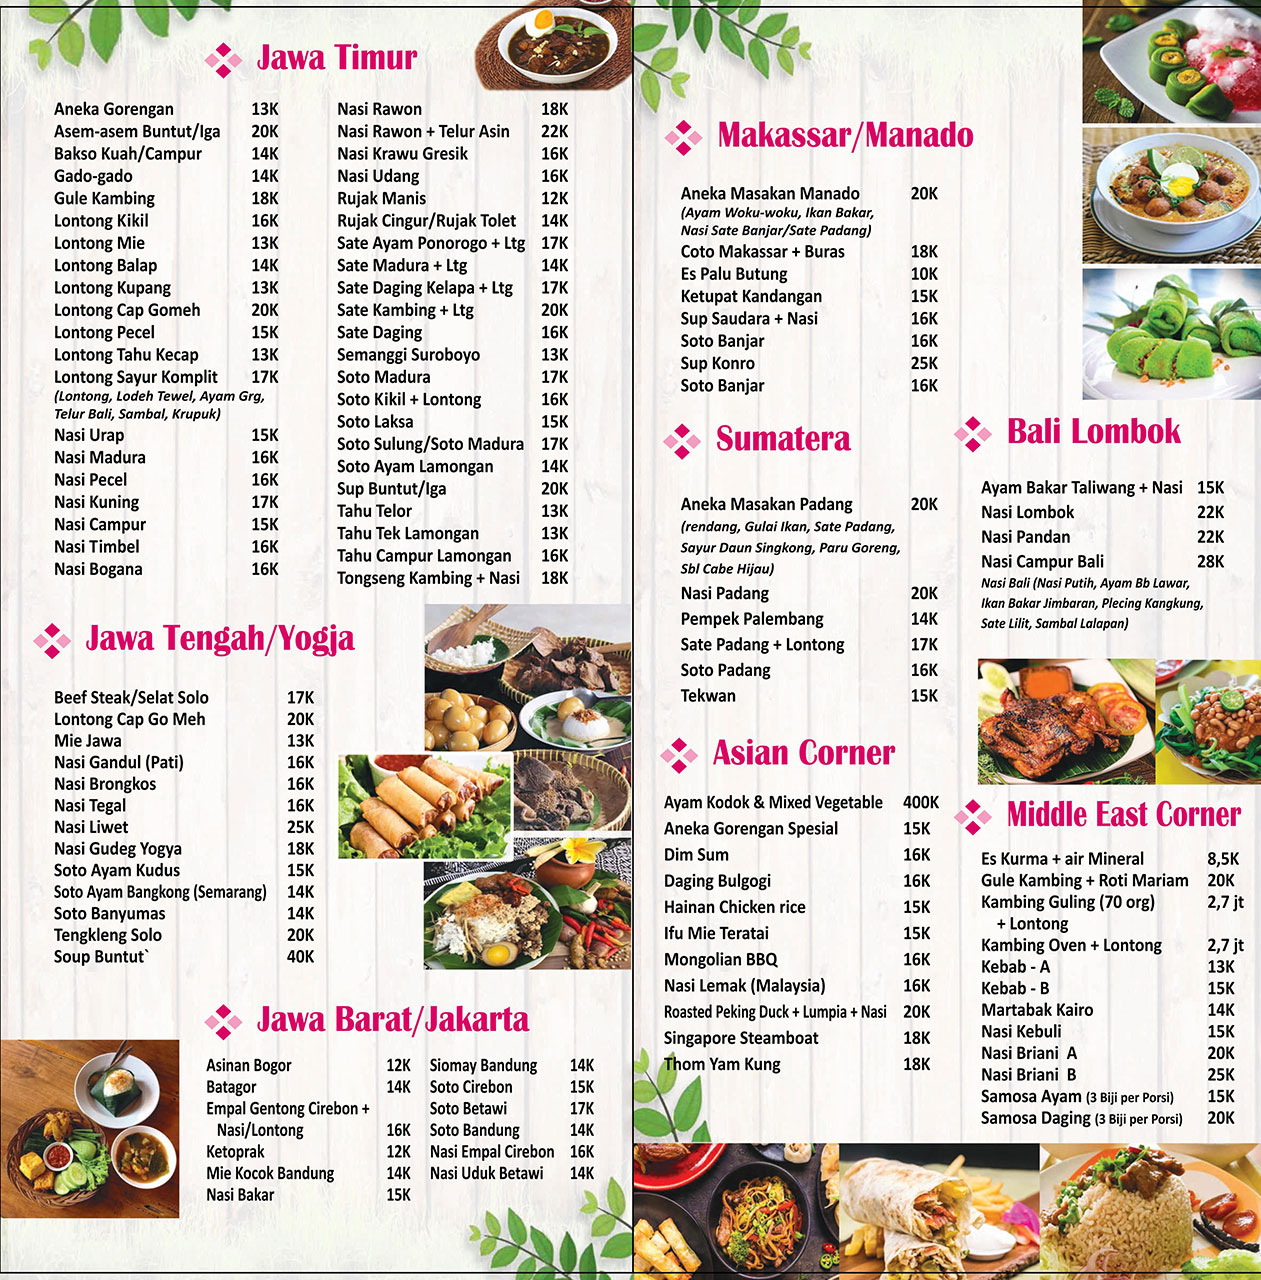 Jawa Timur
Aneka Gorengan 13K
Asem-asem Buntut/Iga 20K
Bakso Kuah/Campur 14K
Gado-gado 14K
Gule Kambing 18K
Lontong Kikil 16K
Lontong Mie 13K
Lontong Balap 14K
Lontong Kupang 13K
Lontong Cap Gomeh 20K
Lontong Pecel 15K
Lontong Tahu Kecap 13K
Lontong Sayur Komplit 17K
(Lontong, Lodeh Tewel, Ayam Grg,
Telur Bali, Sambal, Krupuk)
Nasi Urap 15K
Nasi Madura 16K
Nasi Pecel 16K
Nasi Kuning 17K
Nasi Campur 15K
Nasi Timbel 16K
Nasi Bogana 16K
Nasi Rawon 18K
Nasi Rawon + Telur Asin 22K
Nasi Krawu Gresik 16K
Nasi Udang 16K
Rujak Manis 12K
Rujak Cingur/Rujak Tolet 14K
Sate Ayam Ponorogo + Ltg 17K
Sate Madura + Ltg 14K
Sate Daging Kelapa + Ltg 17K
Sate Kambing + Ltg 20K
Sate Daging 16K
Semanggi Suroboyo 13K
Soto Madura 17K
Soto Kikil + Lontong 16K
Soto Laksa 15K
Soto Sulung/Soto Madura 17K
Soto Ayam Lamongan 14K
Sup Buntut/Iga 20K
Tahu Telor 13K
Tahu Tek Lamongan 13K
Tahu Campur Lamongan 16K
Tongseng Kambing + Nasi 18K
Jawa Tengah/Yogja
Beef Steak/Selat Solo 17K
Lontong Cap Go Meh 20K
Mie Jawa 13K
Nasi Gandul (Pati) 16K
Nasi Brongkos 16K
Nasi Tegal 16K
Nasi Liwet 25K
Nasi Gudeg Yogya 18K
Soto Ayam Kudus 15K
Soto Ayam Bangkong (Semarang) 14K
Soto Banyumas 14K
Tengkleng Solo 20K
Soup Buntut` 40K
Jawa Barat/Jakarta
Asinan Bogor 12K
Batagor 14K
Empal Gentong Cirebon +
Nasi/Lontong 16K
Ketoprak 12K
Mie Kocok Bandung 14K
Nasi Bakar 15K
Siomay Bandung 14K
Soto Cirebon 15K
Soto Betawi 17K
Soto Bandung 14K
Nasi Empal Cirebon 16K
Nasi Uduk Betawi 14K
Makassar/Manado
Aneka Masakan Manado 20K
(Ayam Woku-woku, Ikan Bakar,
Nasi Sate Banjar/Sate Padang)
Coto Makassar + Buras 18K
Es Palu Butung 10K
Ketupat Kandangan 15K
Sup Saudara + Nasi 16K
Soto Banjar 16K
Sup Konro 25K
Soto Banjar 16K
Sumatera
Aneka Masakan Padang 20K
(rendang, Gulai Ikan, Sate Padang,
Sayur Daun Singkong, Paru Goreng,
Sbl Cabe Hijau)
Nasi Padang 20K
Pempek Palembang 14K
Sate Padang + Lontong 17K
Soto Padang 16K
Tekwan 15K
Bali Lombok
Ayam Bakar Taliwang + Nasi 15K
Nasi Lombok 22K
Nasi Pandan 22K
Nasi Campur Bali 28K
Nasi Bali (Nasi Putih, Ayam Bb Lawar,
Ikan Bakar Jimbaran, Plecing Kangkung,
Sate Lilit, Sambal Lalapan)
Asian Corner
Ayam Kodok & Mixed Vegetable 400K
Aneka Gorengan Spesial 15K
Dim Sum 16K
Daging Bulgogi 16K
Hainan Chicken rice 15K
Ifu Mie Teratai 15K
Mongolian BBQ 16K
Nasi Lemak (Malaysia) 16K
Roasted Peking Duck + Lumpia + Nasi 20K
Singapore Steamboat 18K
Thom Yam Kung 18K
Middle East Corner
Es Kurma + air Mineral 8,5K
Gule Kambing + Roti Mariam 20K
Kambing Guling (70 org) 2,7 jt
+ Lontong
Kambing Oven + Lontong 2,7 jt
Kebab - A 13K
Kebab - B 15K
Martabak Kairo 14K
Nasi Kebuli 15K
Nasi Briani A 20K
Nasi Briani B 25K
Samosa Ayam (3 Biji per Porsi) 15K
Samosa Daging (3 Biji per Porsi) 20K